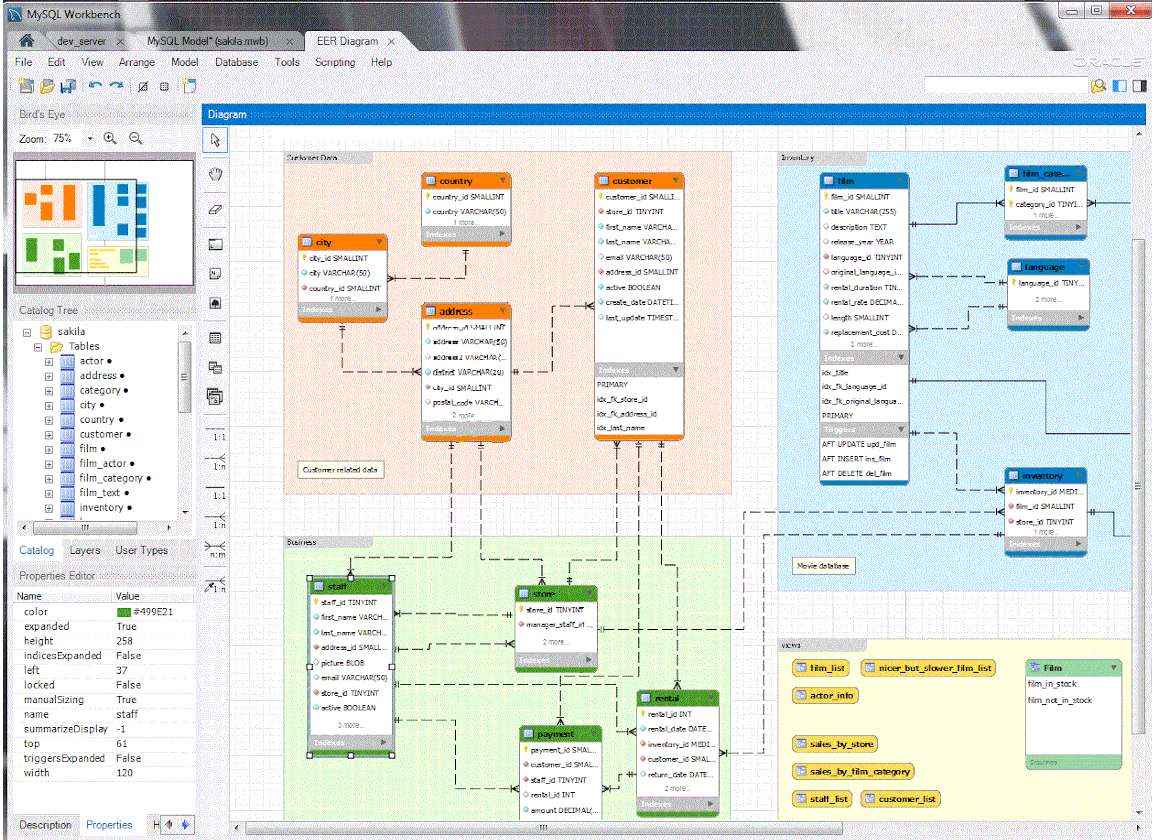 MySQL Workbench
dev_server
MySQL Model* (sakila.mwb)
EER Diagram
File Edit View Arrange Model Database Tools Scripting Help
ORACLE
Bird's Eye
Zoom: 75%
Catalog Tree
sakila
Tables
actor
address
category
city
country
customer
film
film_actor
film_category
film_text
inventory
Catalog Layers User Types
Properties Editor
Name Value
color #499E21
expanded True
height 258
indicesExpanded False
left 37
locked False
manualSizing True
name staff
summarizeDisplay -1
top 61
triggersExpanded False
width 120
Description Properties H
Diagram
1:1
1:n
1:1
1:n
n:m
1:n
Customer Data
country
country_id SMALLINT
country VARCHAR(50)
1 more...
Indexes
city
city_id SMALLINT
city VARCHAR(50)
country_id SMALLINT
1 more...
Indexes
address
address_id SMALLINT
address VARCHAR(50)
address2 VARCHAR(...
district VARCHAR(20)
city_id SMALLINT
postal_code VARCH...
2 more...
Indexes
customer
customer_id SMALLI...
store_id TINYINT
first_name VARCHA...
last_name VARCHA...
email VARCHAR(50)
address_id SMALLINT
active BOOLEAN
create_date DATETI...
last_update TIMEST...
Indexes
PRIMARY
idx_fk_store_id
idx_fk_address_id
idx_last_name
Customer related data
Inventory
film
film_id SMALLINT
title VARCHAR(255)
description TEXT
release_year YEAR
language_id TINYINT
original_language_i...
rental_duration TIN...
rental_rate DECIMA...
length SMALLINT
replacement_cost D...
3 more...
Indexes
idx_title
idx_fk_language_id
idx_fk_original_langua...
PRIMARY
Triggers
AFT UPDATE upd_film
AFT INSERT ins_film
AFT DELETE del_film
film_cate...
film_id SMALLINT
category_id TINYI...
1 more...
Indexes
language
language_id TINY...
2 more...
Indexes
inventory
inventory_id MEDI...
film_id SMALLINT
store_id TINYINT
1 more...
Indexes
Movie database
Business
staff
staff_id TINYINT
first_name VARCH...
last_name VARCH...
address_id SMALL...
picture BLOB
email VARCHAR(50)
store_id TINYINT
active BOOLEAN
3 more...
Indexes
store
store_id TINYINT
manager_staff_id ...
2 more...
Indexes
payment
payment_id SMAL...
customer_id SMAL...
staff_id TINYINT
rental_id INT
amount DECIMAL(...
rental
rental_id INT
rental_date DATE...
inventory_id MEDI...
customer_id SMAL...
return_date DATE...
2 more...
Indexes
Views
film_list
nicer_but_slower_film_list
actor_info
sales_by_store
sales_by_film_category
staff_list
customer_list
Film
film_in_stock
film_not_in_stock
Routines